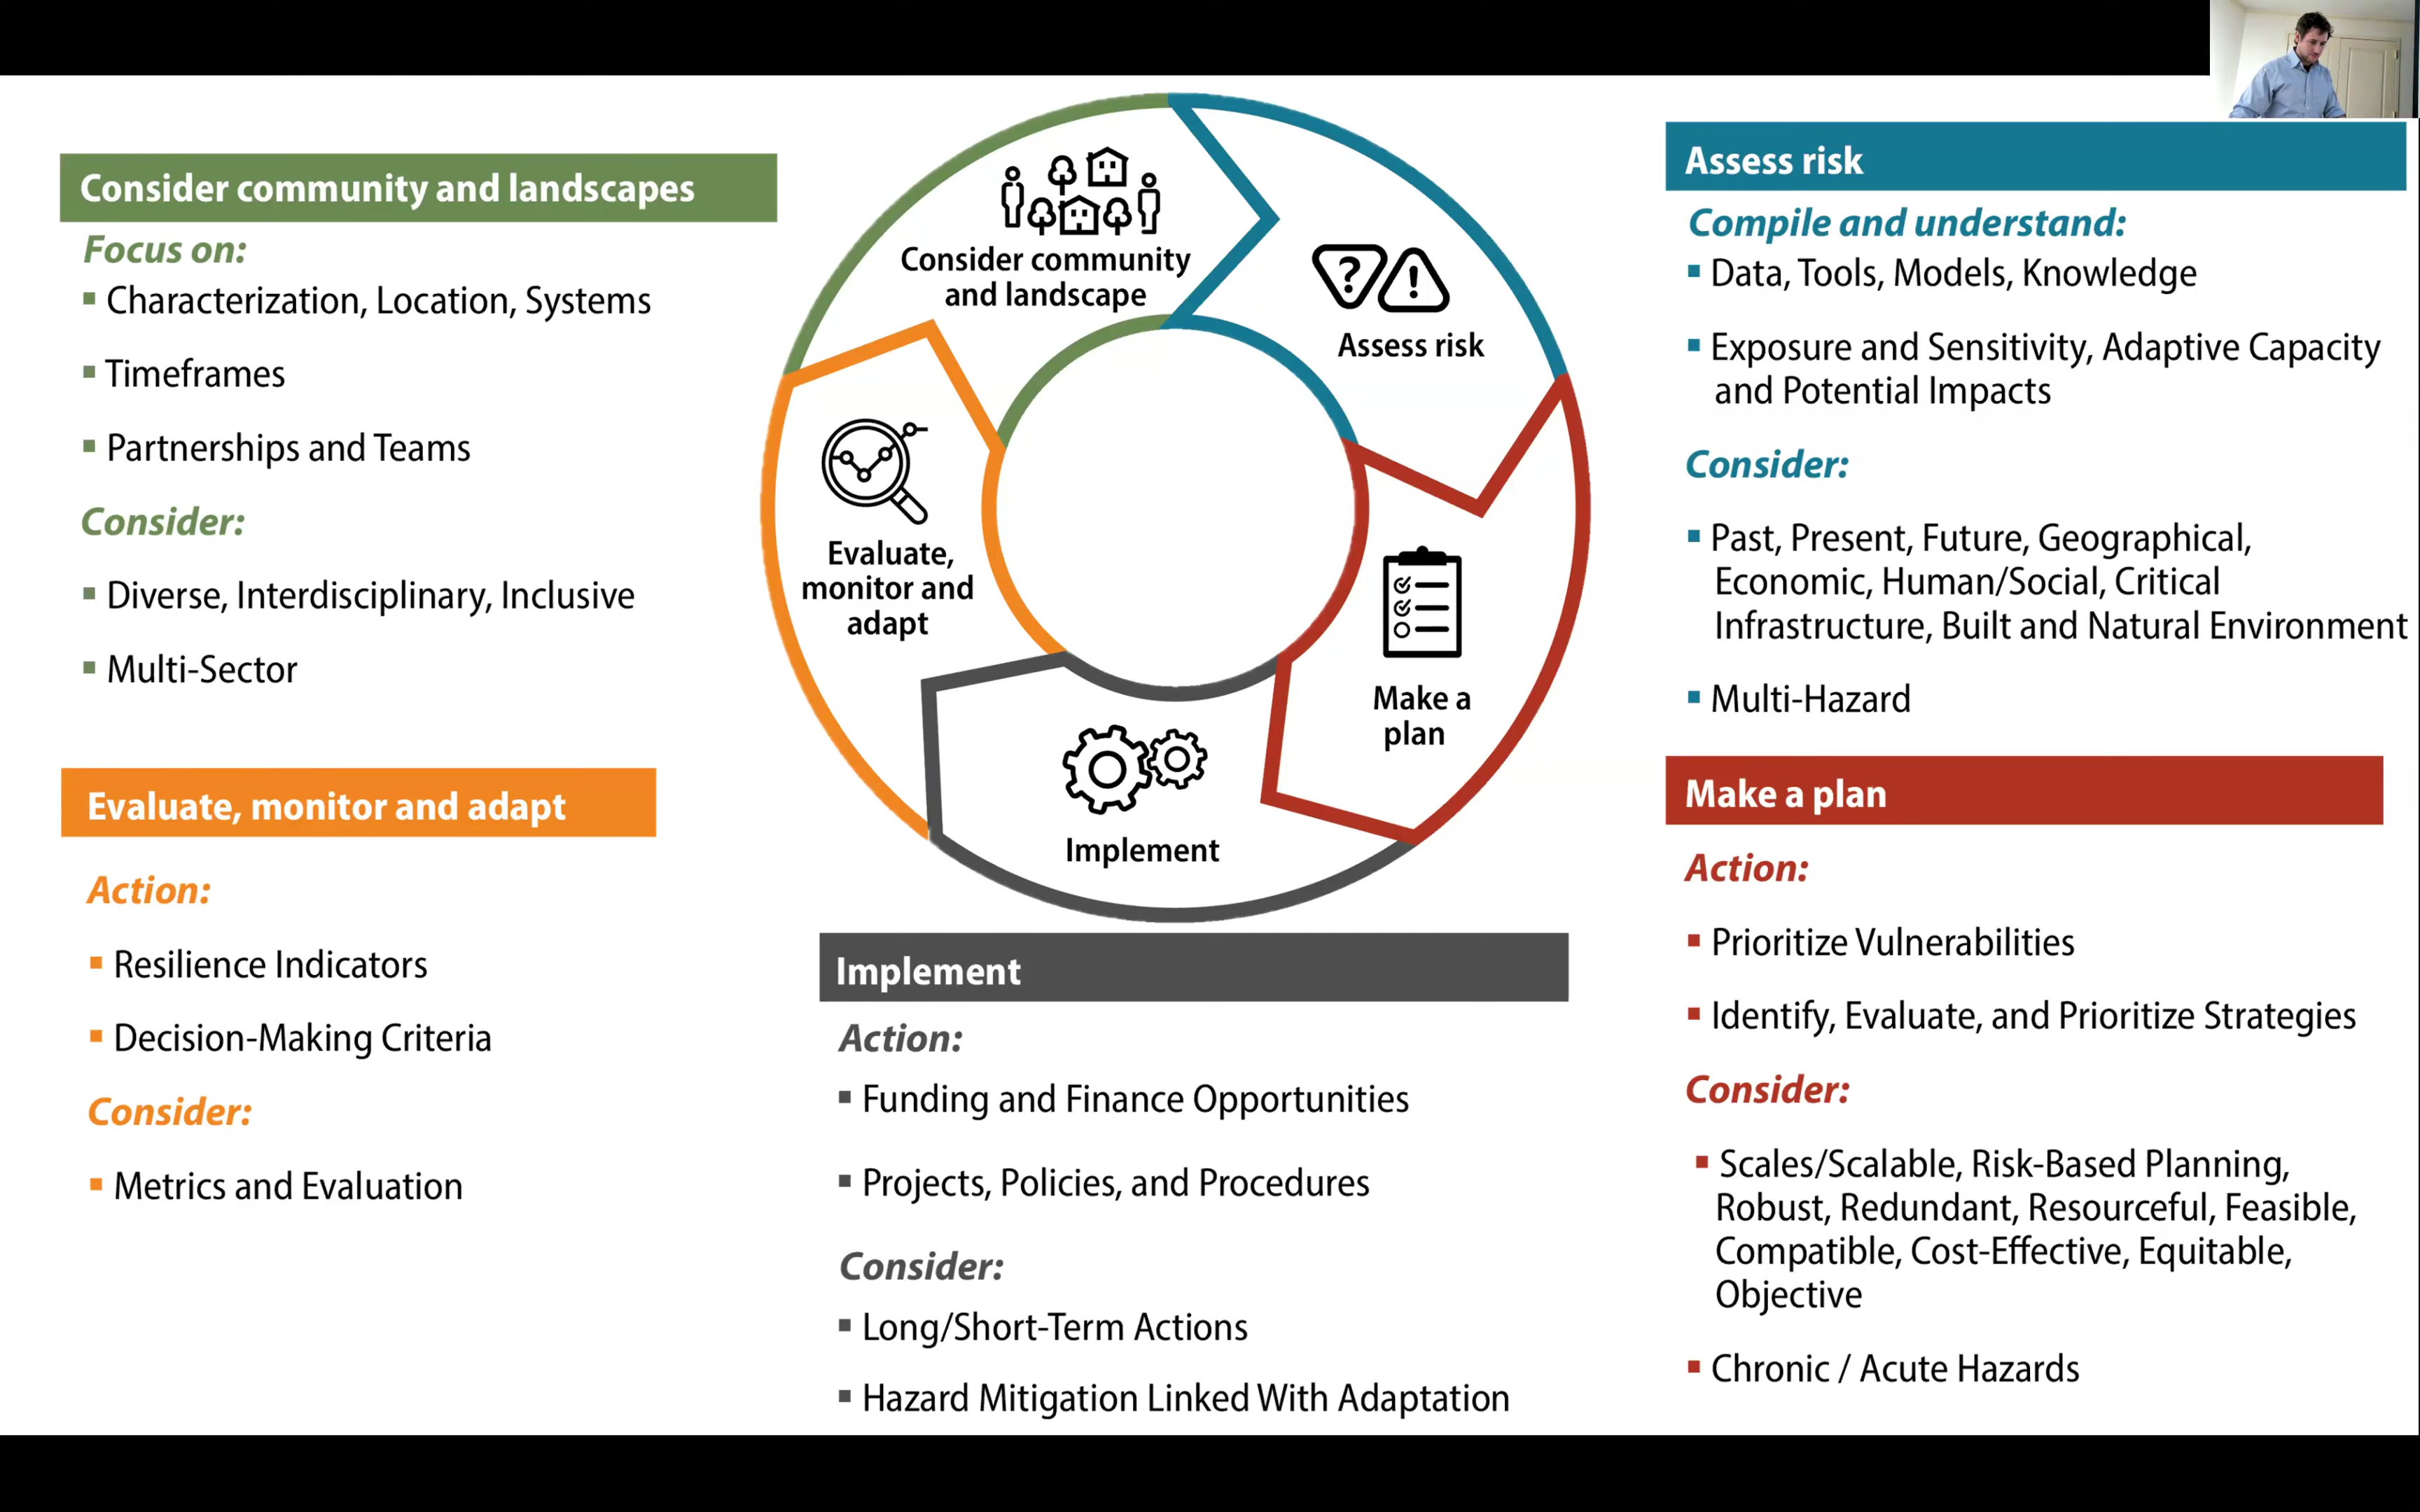 Consider community and landscapes
Focus on:
▪ Characterization, Location, Systems
▪ Timeframes
▪ Partnerships and Teams
Consider:
▪ Diverse, Interdisciplinary, Inclusive
▪ Multi-Sector
Evaluate, monitor and adapt
Action:
▪ Resilience Indicators
▪ Decision-Making Criteria
Consider:
▪ Metrics and Evaluation
Consider community
and landscape
?
!
Assess risk
Make a
plan
Implement
Evaluate,
monitor and
adapt
Implement
Action:
▪ Funding and Finance Opportunities
▪ Projects, Policies, and Procedures
Consider:
▪ Long/Short-Term Actions
▪ Hazard Mitigation Linked With Adaptation
Assess risk
Compile and understand:
▪ Data, Tools, Models, Knowledge
▪ Exposure and Sensitivity, Adaptive Capacity
and Potential Impacts
Consider:
▪ Past, Present, Future, Geographical,
Economic, Human/Social, Critical
Infrastructure, Built and Natural Environment
▪ Multi-Hazard
Make a plan
Action:
▪ Prioritize Vulnerabilities
▪ Identify, Evaluate, and Prioritize Strategies
Consider:
▪ Scales/Scalable, Risk-Based Planning,
Robust, Redundant, Resourceful, Feasible,
Compatible, Cost-Effective, Equitable,
Objective
▪ Chronic / Acute Hazards